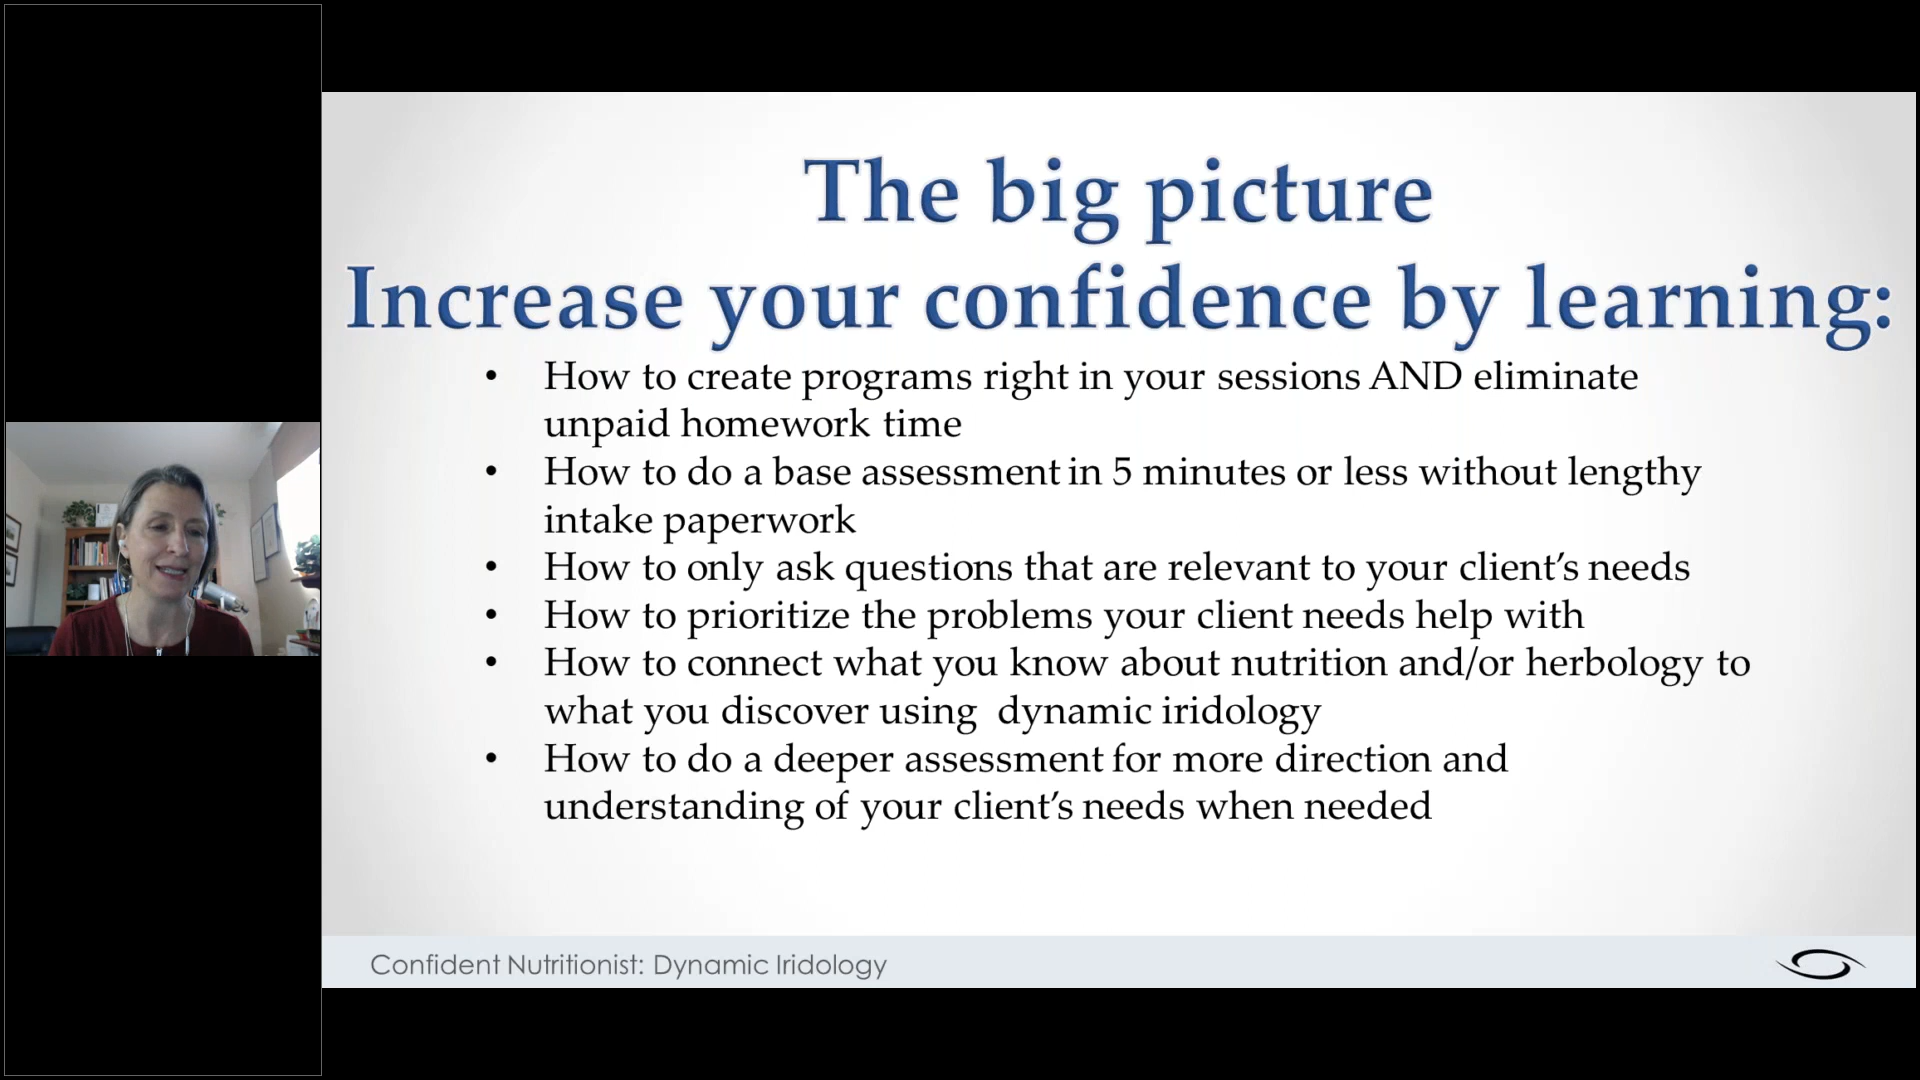 The big picture
Increase your confidence by learning:
• How to create programs right in your sessions AND eliminate
unpaid homework time
• How to do a base assessment in 5 minutes or less without lengthy
intake paperwork
• How to only ask questions that are relevant to your client’s needs
• How to prioritize the problems your client needs help with
• How to connect what you know about nutrition and/or herbology to
what you discover using  dynamic iridology
• How to do a deeper assessment for more direction and
understanding of your client’s needs when needed
Confident Nutritionist: Dynamic Iridology